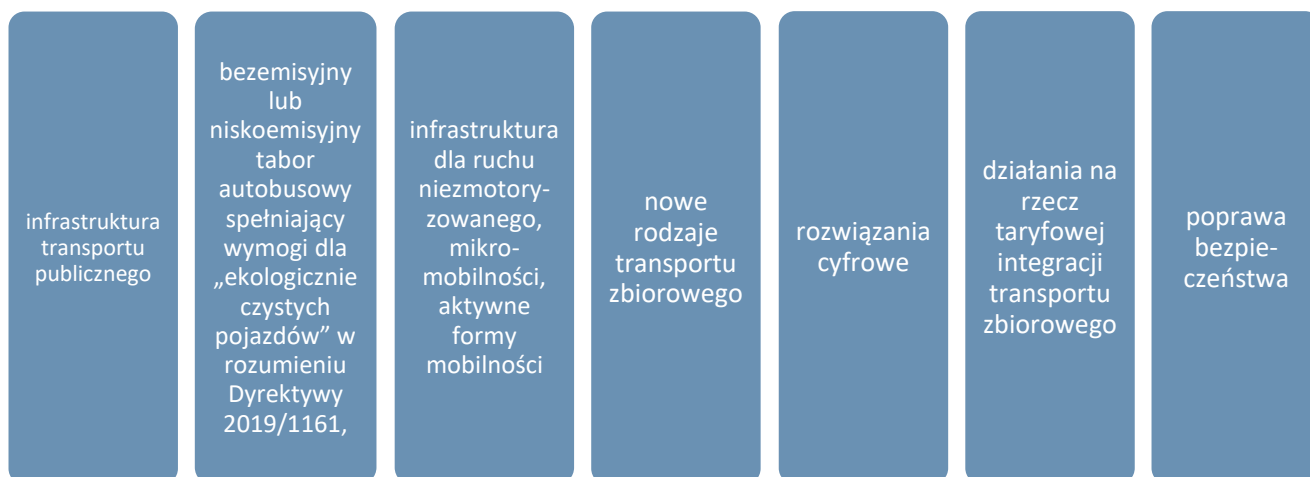 infrastruktura
transportu
publicznego
bezemisyjny
lub
niskoemisyjny
tabor
autobusowy
spełniający
wymogi dla
„ekologicznie
czystych
pojazdów” w
rozumieniu
Dyrektywy
2019/1161,
infrastruktura
dla ruchu
niezmotory-
zowanego,
mikro-
mobilności,
aktywne
formy
mobilności
nowe
rodzaje
transportu
zbiorowego
rozwiązania
cyfrowe
działania na
rzecz
taryfowej
integracji
transportu
zbiorowego
poprawa
bezpie-
czeństwa